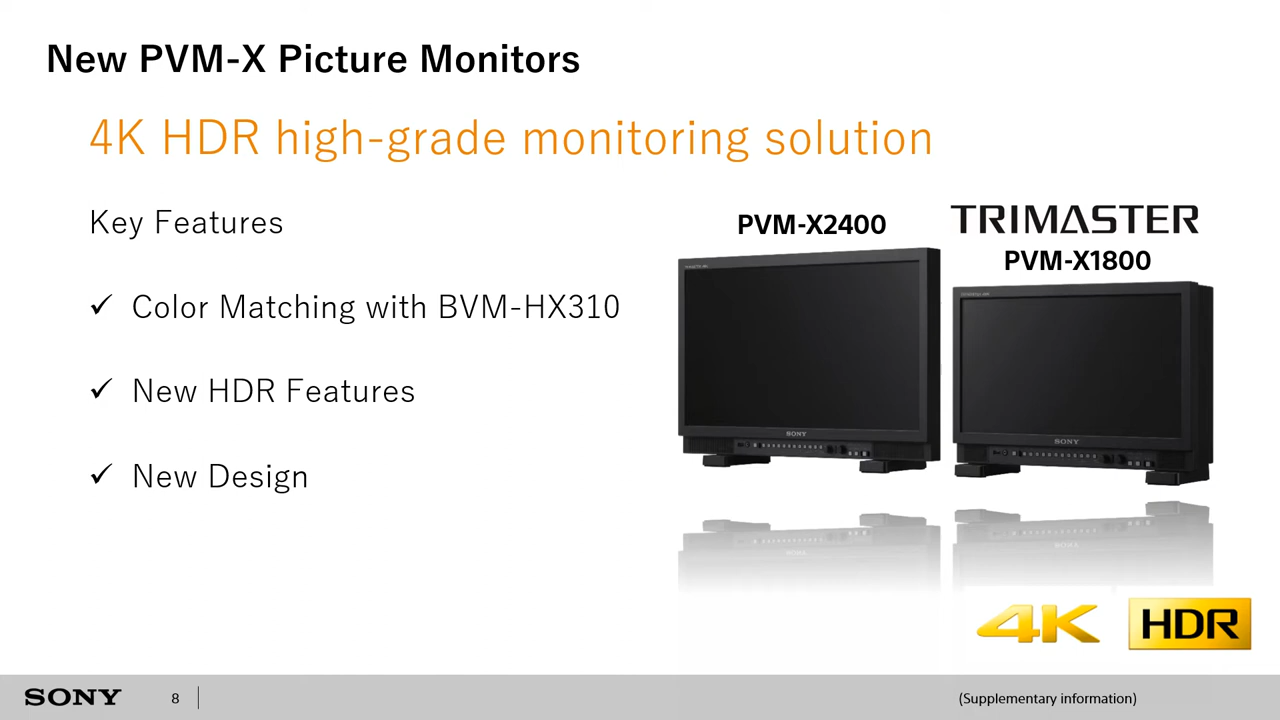 New PVM-X Picture Monitors
4K HDR high-grade monitoring solution
Key Features
✓ Color Matching with BVM-HX310
✓ New HDR Features
✓ New Design
PVM-X2400
TRIMASTER
PVM-X1800
SONY
SONY
4K HDR
SONY 8
(Supplementary information)